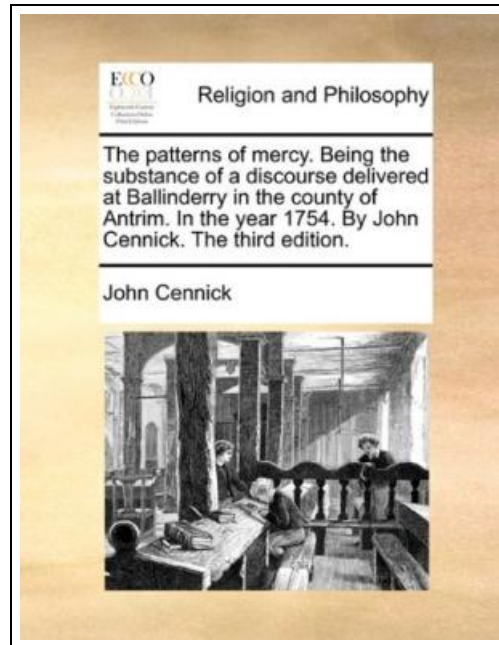 ECCO
Religion and Philosophy
The patterns of mercy. Being the
substance of a discourse delivered
at Ballinderry in the county of
Antrim. In the year 1754. By John
Cennick. The third edition.
John Cennick